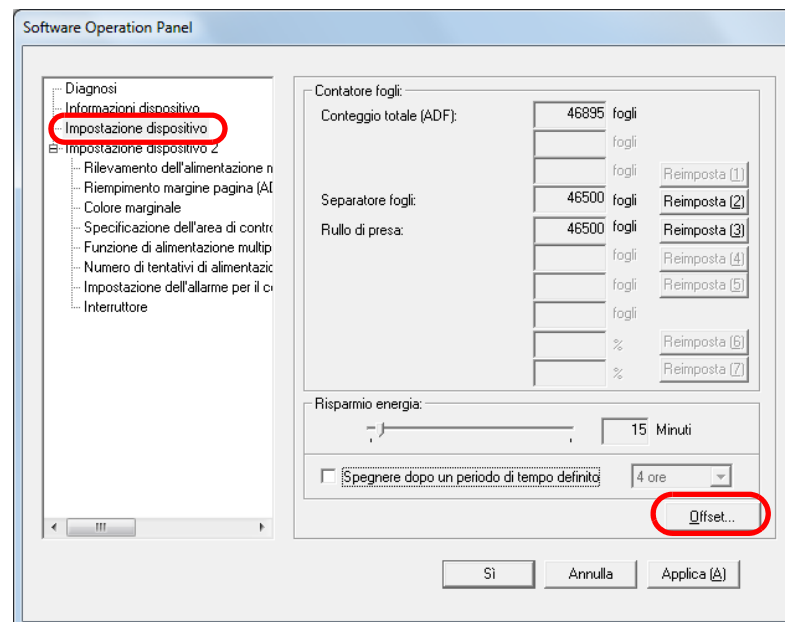 Software Operation Panel
Diagnosi
Informazioni dispositivo
Impostazione dispositivo
Impostazione dispositivo 2
Rilevamento dell'alimentazione n
Riempimento margine pagina (AD
Colore marginale
Specificazione dell'area di contro
Funzione di alimentazione multip
Numero di tentativi di alimentazio
Impostazione dell'allarme per il co
Interruttore
Contatore fogli:
Conteggio totale (ADF): 46895 fogli
fogli
fogli Reimposta (1)
Separatore fogli: 46500 fogli Reimposta (2)
Rullo di presa: 46500 fogli Reimposta (3)
fogli Reimposta (4)
fogli Reimposta (5)
fogli
% Reimposta (6)
% Reimposta (7)
Risparmio energia:
15 Minuti
Spegnere dopo un periodo di tempo definito 4 ore
Offset...
Sì Annulla Applica (A)